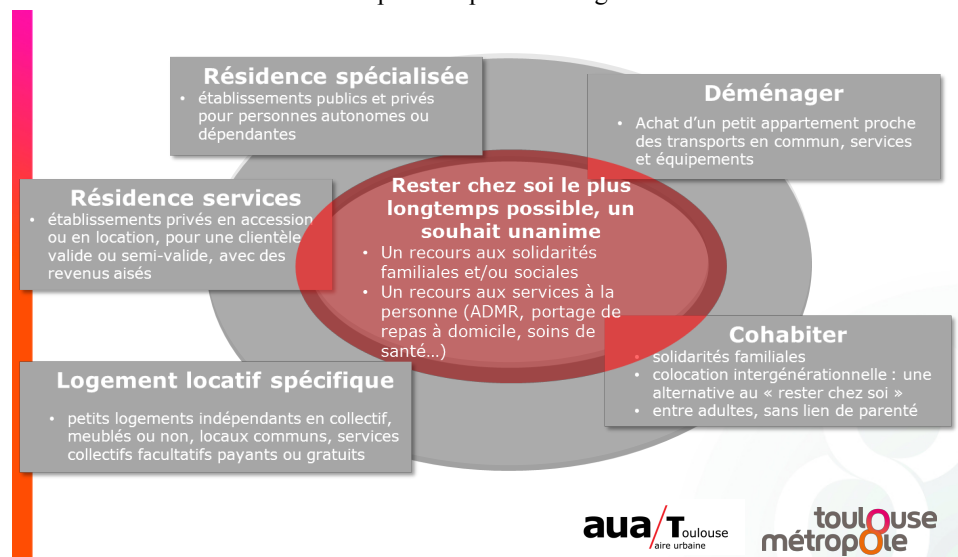 Résidence spécialisée
• établissements publics et privés
pour personnes autonomes ou
dépendantes
Déménager
• Achat d'un petit appartement proche
des transports en commun, services
et équipements
Résidence services
• établissements privés en accession
ou en location, pour une clientèle
valide ou semi-valide, avec des
revenus aisés
Rester chez soi le plus
longtemps possible, un
souhait unanime
• Un recours aux solidarités
familiales et/ou sociales
• Un recours aux services à la
personne (ADMR, portage de
repas à domicile, soins de
santé…)
Cohabiter
• solidarités familiales
• colocation intergénérationnelle : une
alternative au « rester chez soi »
• entre adultes, sans lien de parenté
Logement locatif spécifique
• petits logements indépendants en collectif,
meublés ou non, locaux communs, services
collectifs facultatifs payants ou gratuits
aua/Toulouse
aire urbaine
toulouse
métropole